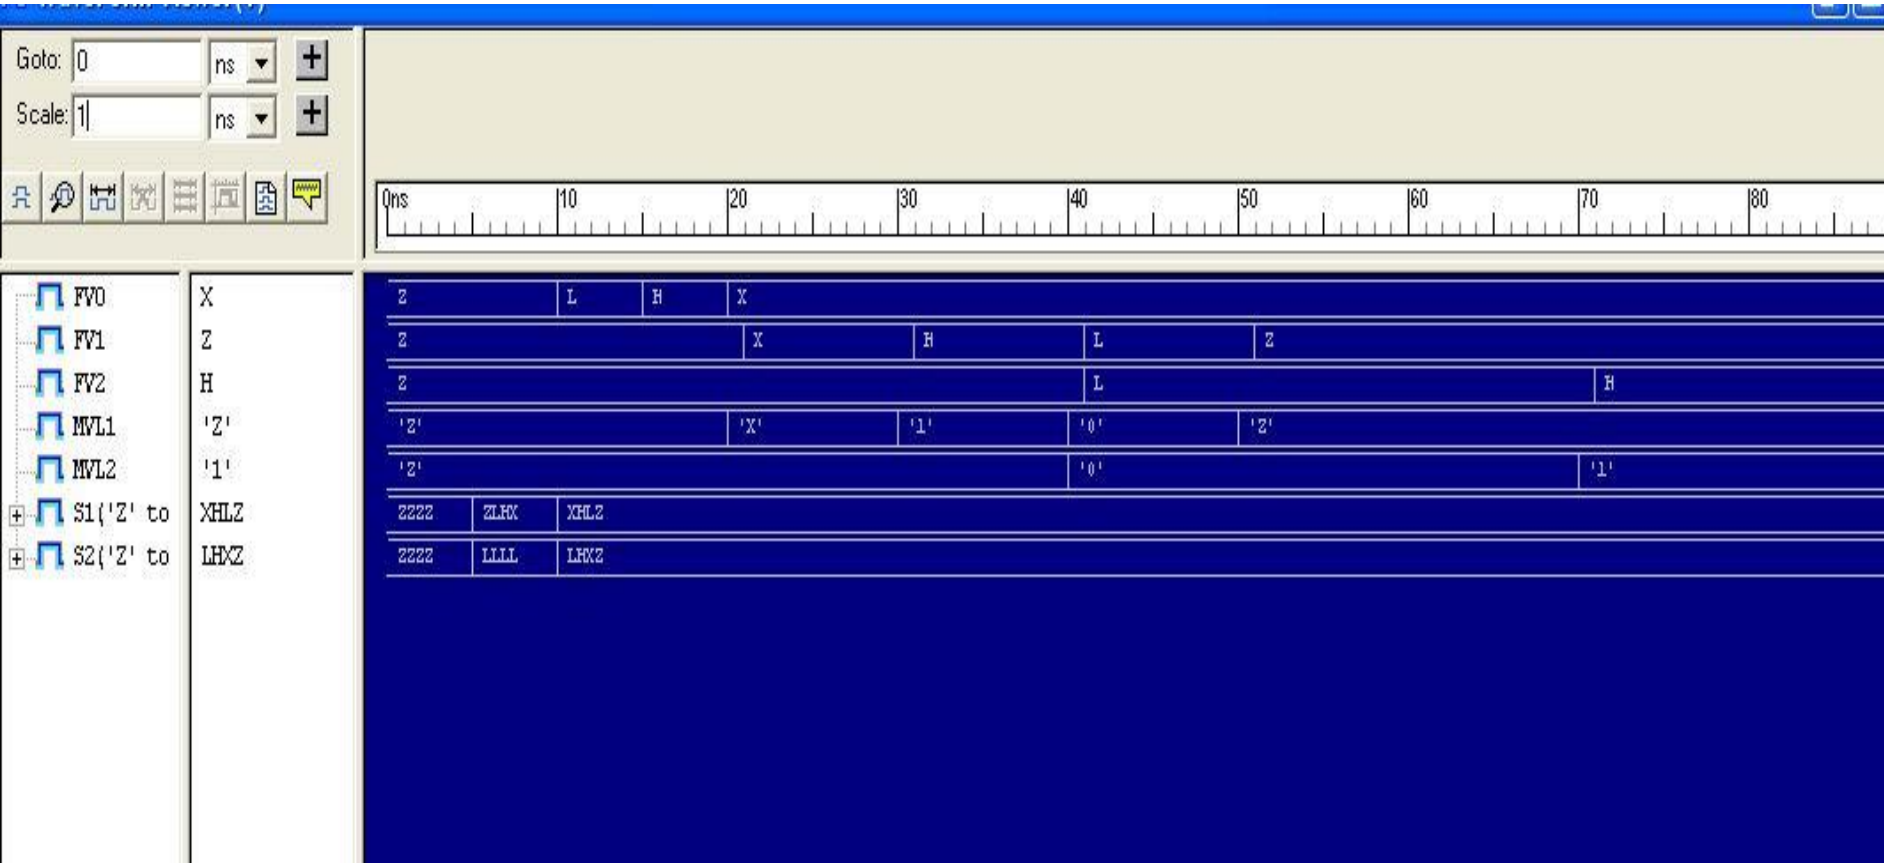 Goto: 0 ns +
Scale: 1 ns +
0ns 10 20 30 40 50 60 70 80
FV0 X Z L H X
FV1 Z Z X H L Z
FV2 H Z L H
MVL1 'Z' 'Z' 'X' '1' '0' 'Z'
MVL2 '1' 'Z' '0' '1'
S1('Z' to XHLZ ZZZZ ZLHX XHLZ
S2('Z' to LHXZ ZZZZ LLLL LHXZ